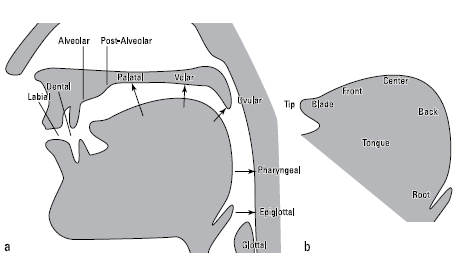 Alveolar Post-Alveolar
Palatal Velar
Dental
Labial
Uvular
Pharyngeal
Epiglottal
Glottal
a
Center
Front
Tip Blade
Back
Tongue
Root
b